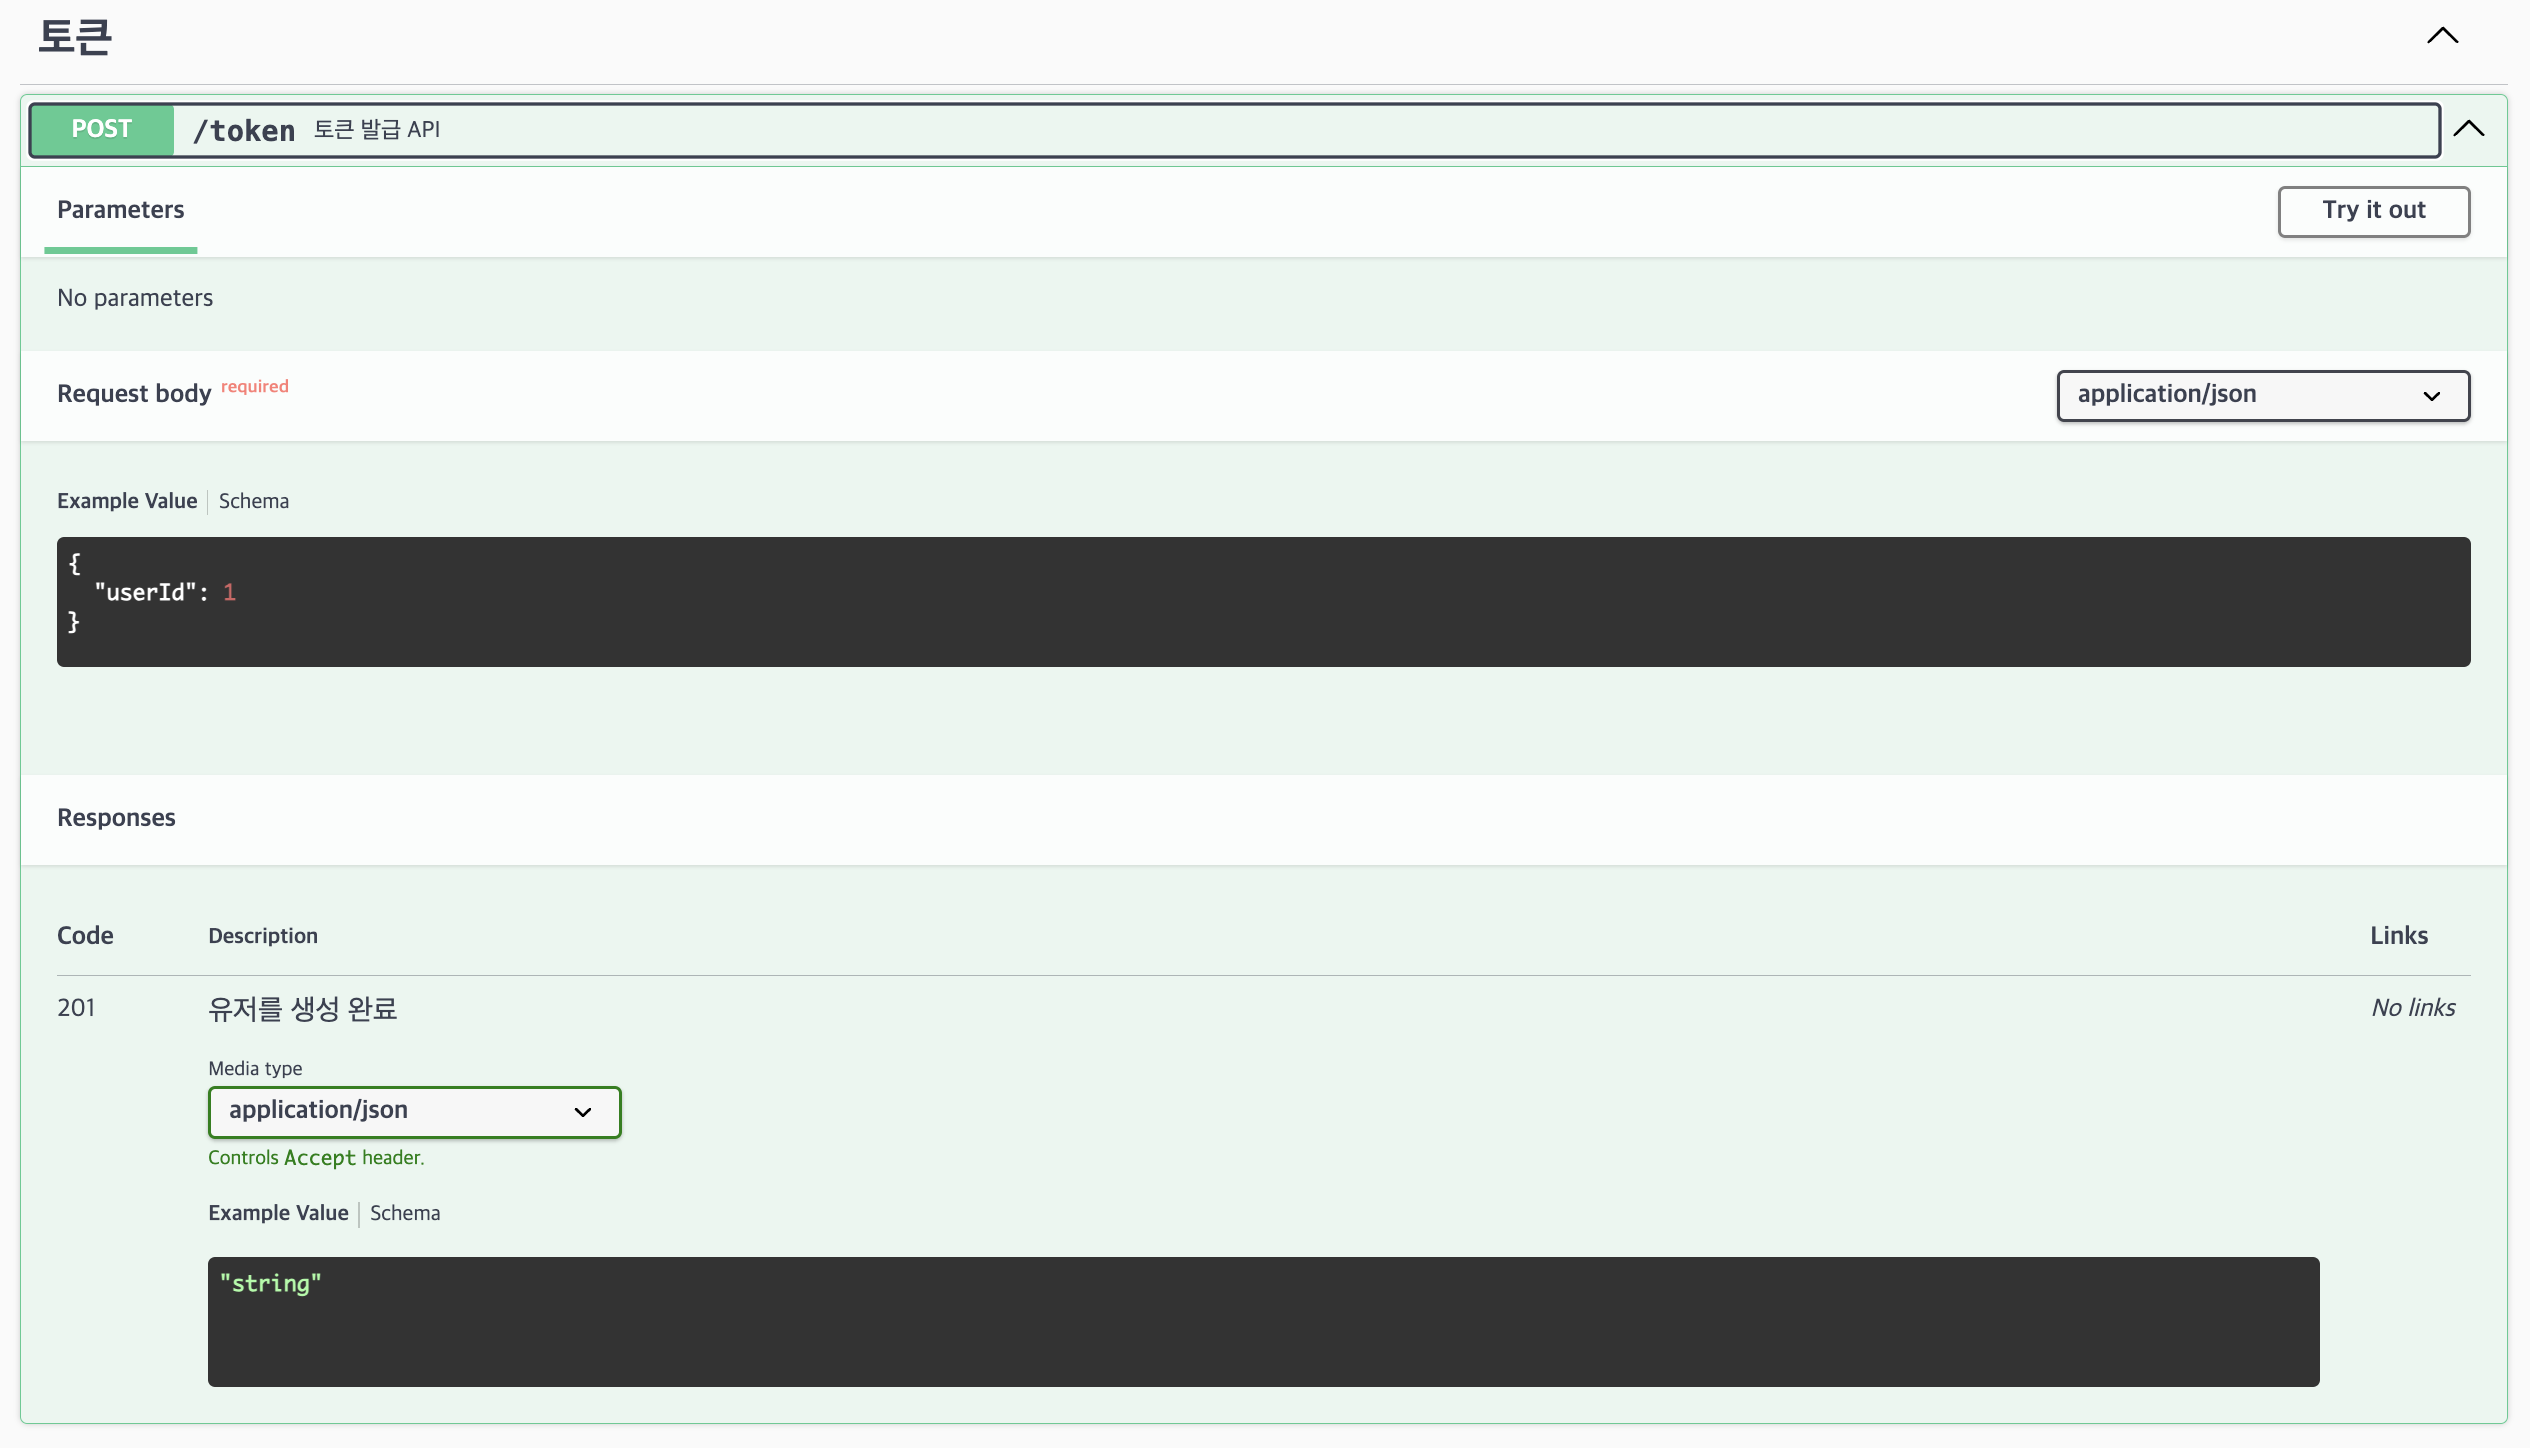 토큰
POST /token 토큰 발급 API
Parameters
Try it out
No parameters
Request body required
application/json
Example Value | Schema
{
  "userId": 1
}
Responses
Code Description Links
201 유저를 생성 완료 No links
Media type
application/json
Controls Accept header.
Example Value | Schema
"string"